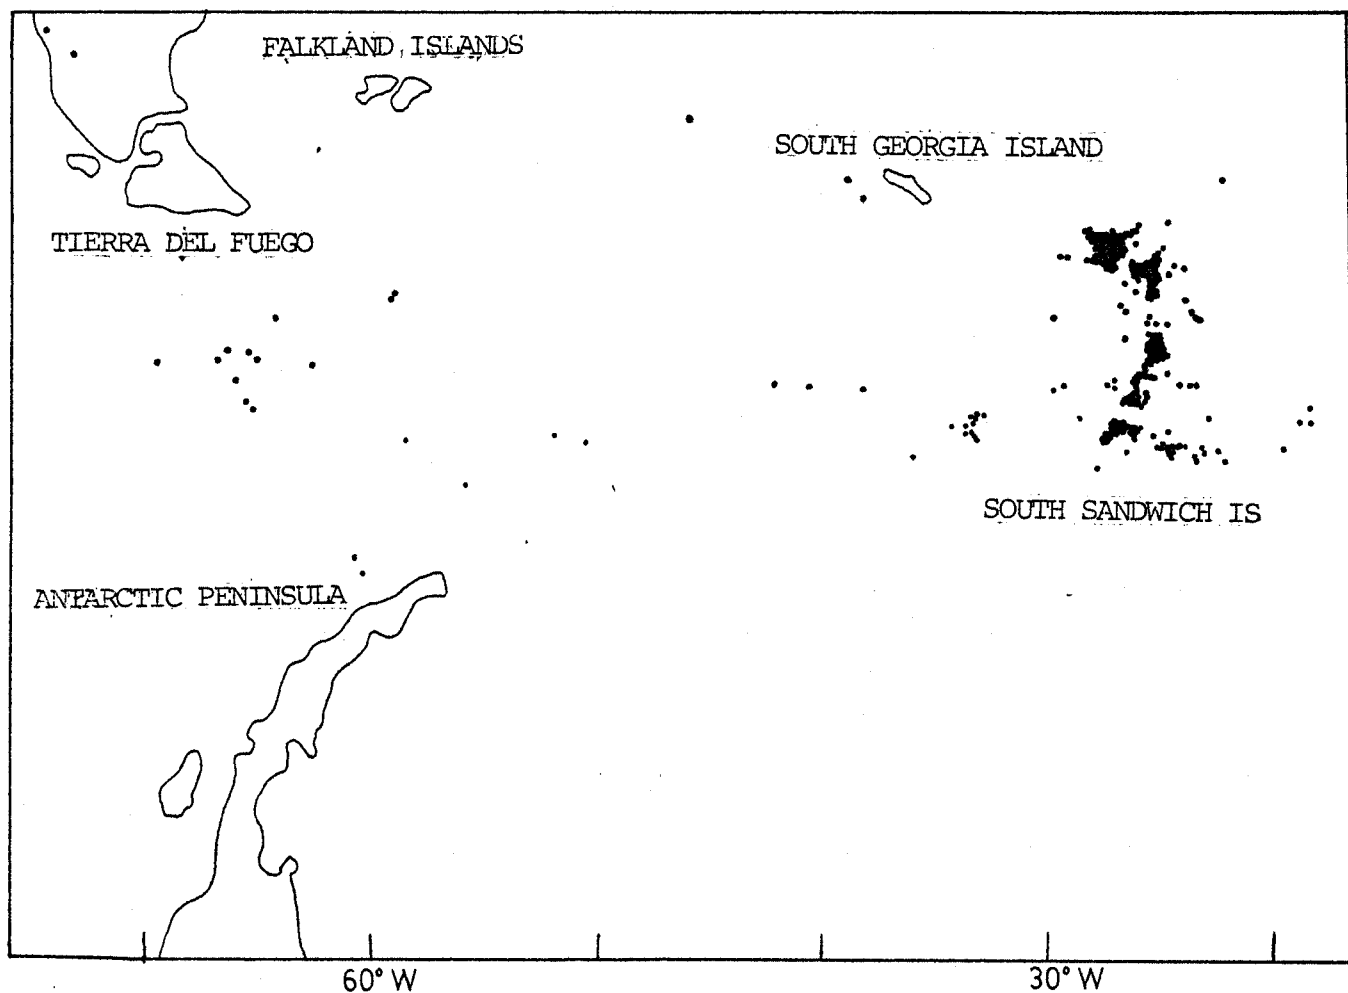 FALKLAND ISLANDS
SOUTH GEORGIA ISLAND
TIERRA DEL FUEGO
SOUTH SANDWICH IS
ANTARCTIC PENINSULA
60° W
30° W